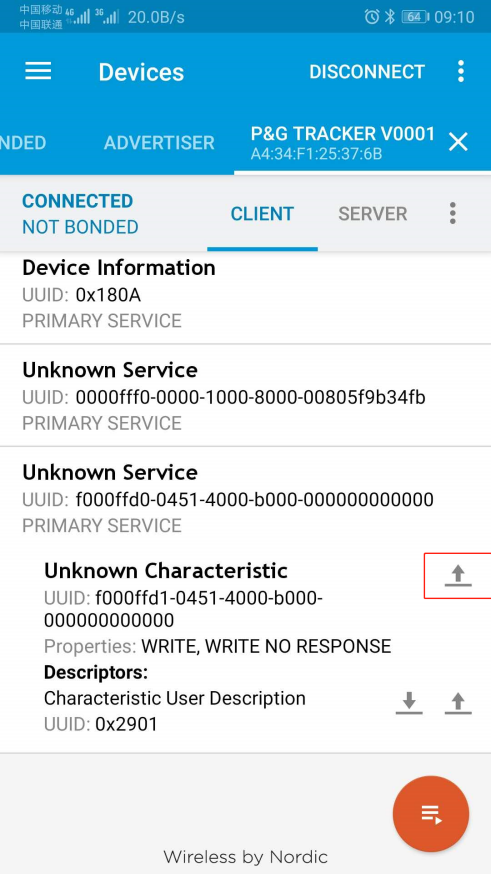 中国移动 4G 3G 20.0B/s 64 09:10
中国联通
Devices DISCONNECT
NDED ADVERTISER P&G TRACKER V0001
A4:34:F1:25:37:6B
CONNECTED
NOT BONDED CLIENT SERVER
Device Information
UUID: 0x180A
PRIMARY SERVICE
Unknown Service
UUID: 0000fff0-0000-1000-8000-00805f9b34fb
PRIMARY SERVICE
Unknown Service
UUID: f000ffd0-0451-4000-b000-000000000000
PRIMARY SERVICE
Unknown Characteristic
UUID: f000ffd1-0451-4000-b000-
000000000000
Properties: WRITE, WRITE NO RESPONSE
Descriptors:
Characteristic User Description
UUID: 0x2901
Wireless by Nordic